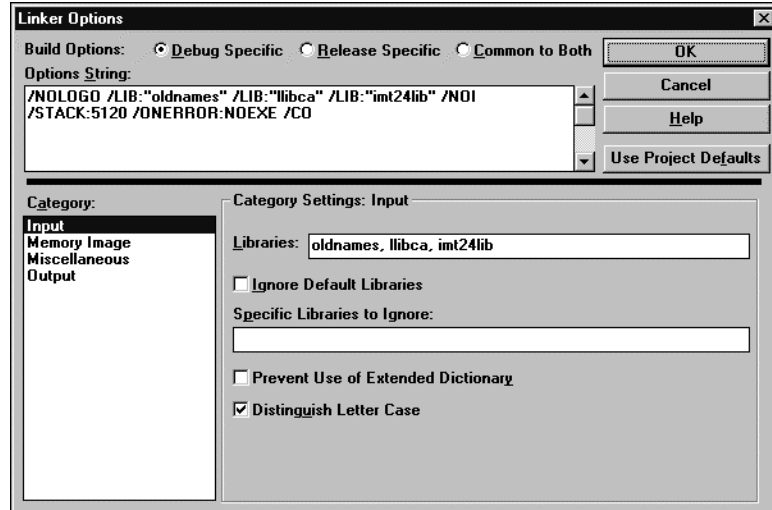 Linker Options
Build Options: Debug Specific Release Specific Common to Both
OK
Options String:
Cancel
/NOLOGO /LIB:"oldnames" /LIB:"llibca" /LIB:"imt24lib" /NOI
/STACK:5120 /ONERROR:NOEXE /CO
Help
Use Project Defaults
Category:
Input
Memory Image
Miscellaneous
Output
Category Settings: Input
Libraries: oldnames, llibca, imt24lib
Ignore Default Libraries
Specific Libraries to Ignore:
Prevent Use of Extended Dictionary
Distinguish Letter Case